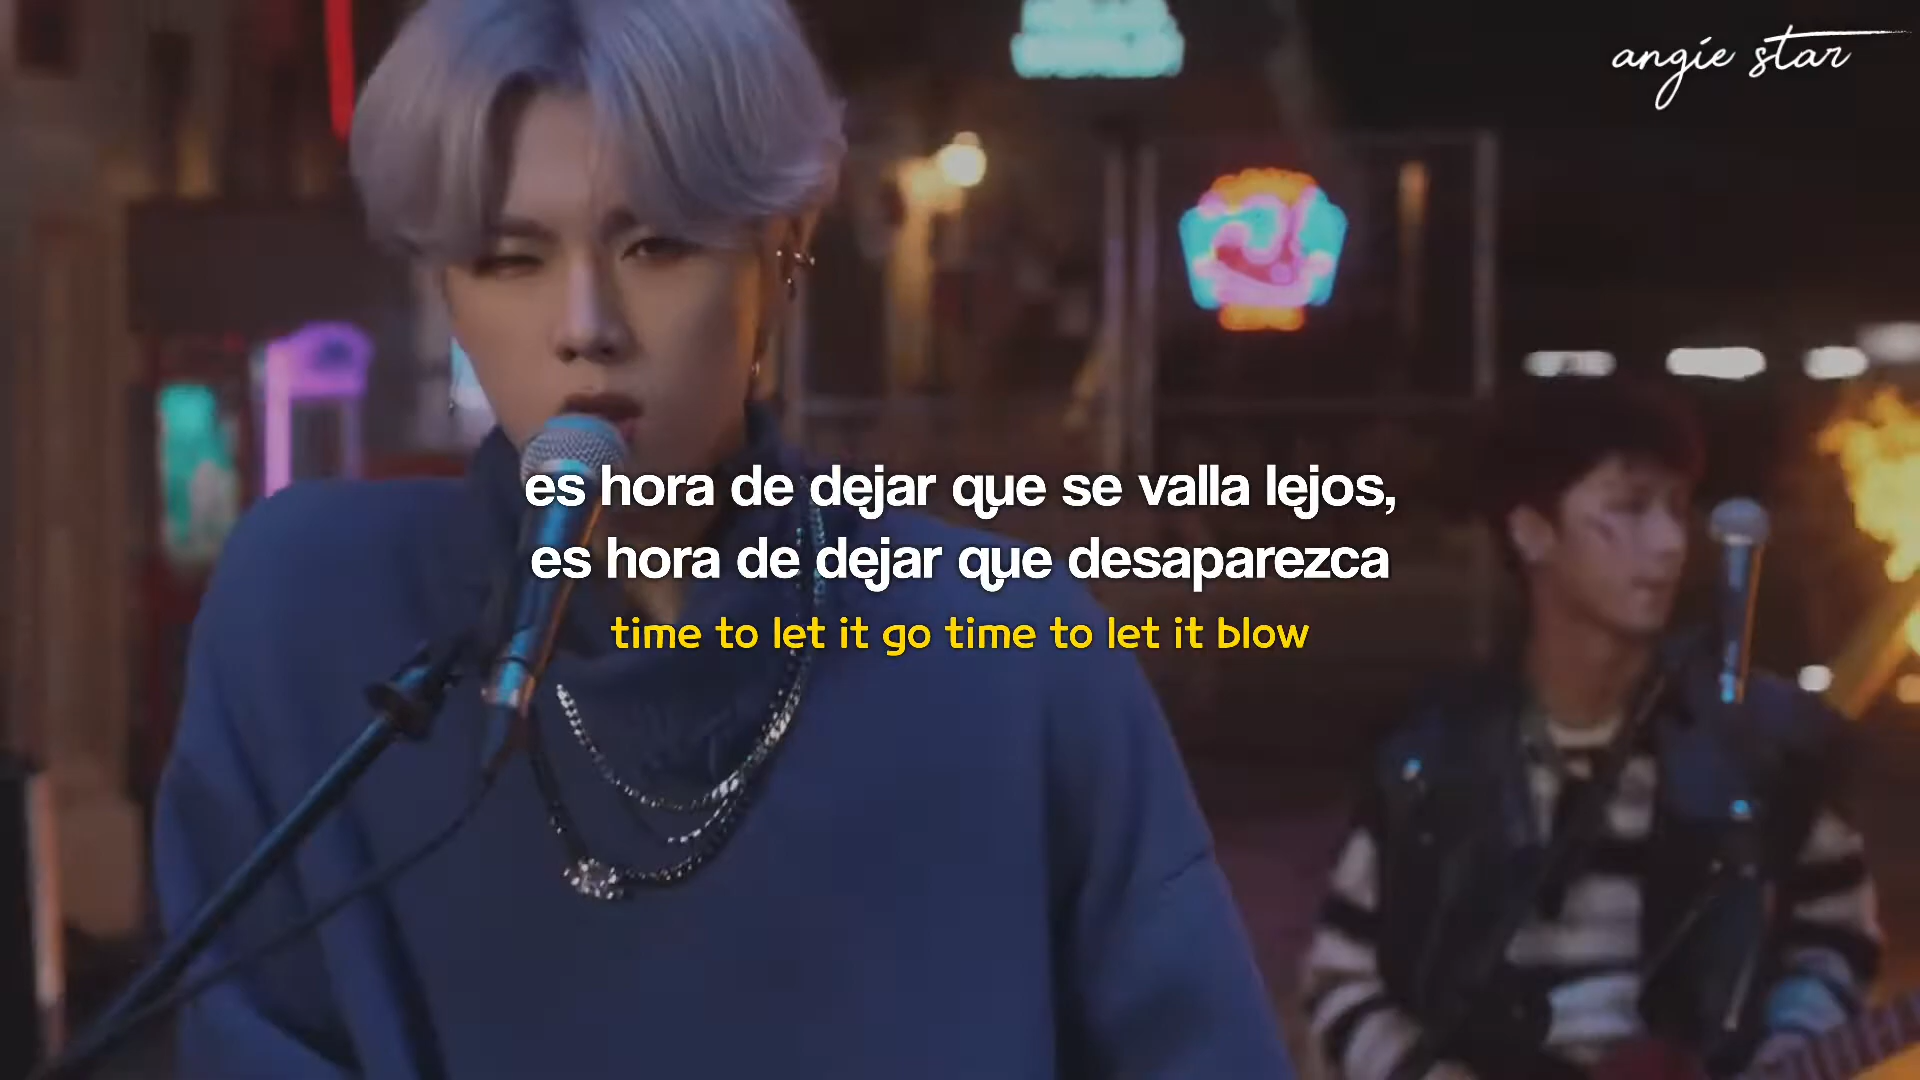 angie star
es hora de dejar que se valla lejos,
es hora de dejar que desaparezca
time to let it go time to let it blow